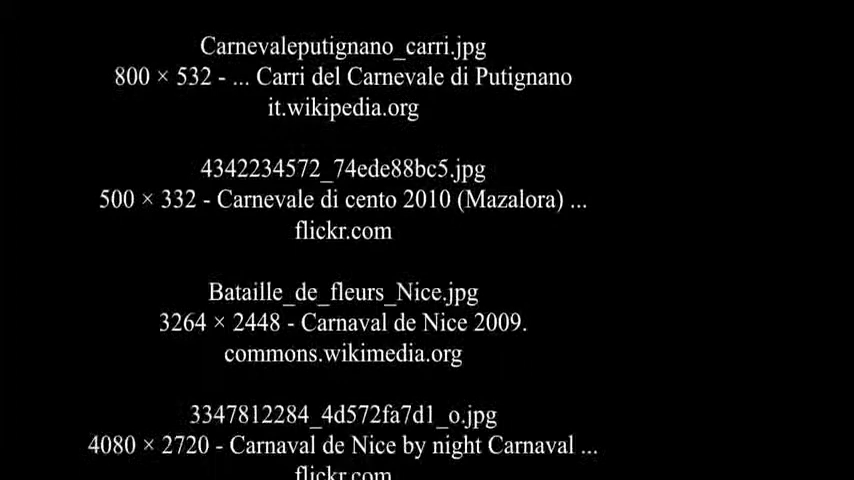 Carnevaleputignano_carri.jpg
800 × 532 - ... Carri del Carnevale di Putignano
it.wikipedia.org
4342234572_74ede88bc5.jpg
500 × 332 - Carnevale di cento 2010 (Mazalora) ...
flickr.com
Bataille_de_fleurs_Nice.jpg
3264 × 2448 - Carnaval de Nice 2009.
commons.wikimedia.org
3347812284_4d572fa7d1_o.jpg
4080 × 2720 - Carnaval de Nice by night Carnaval ...
flickr.com